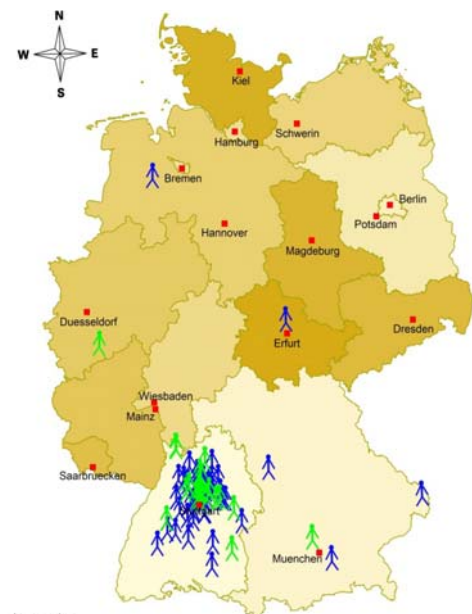 N
W E
S
Kiel
Schwerin
Hamburg
Bremen
Berlin
Potsdam
Hannover
Magdeburg
Duesseldorf
Dresden
Erfurt
Wiesbaden
Mainz
Saarbruecken
Muenchen